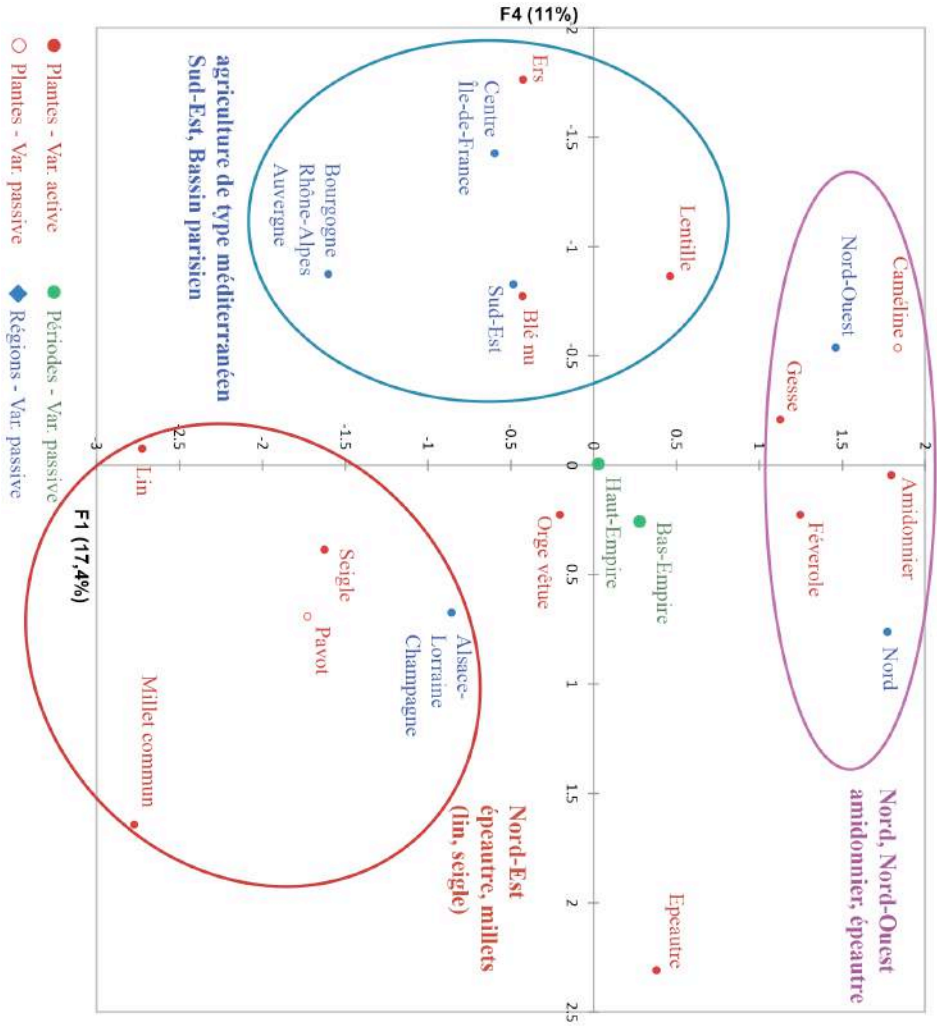 2
Caméline
Amidonnier
Nord
Nord, Nord-Ouest
amidonnier, épeautre
Nord-Ouest
1.5
Féverole
Gesse
1
Lentille
0.5
Epeautre
Bas-Empire
Haut-Empire
-2
-1.5
-1
-0.5
0
0
0.5
1
1.5
2
2.5
F4 (11%)
Ers
Blé nu
Orge vêtue
-0.5
Sud-Est
Centre
Île-de-France
Nord-Est
épeautre, millets
(lin, seigle)
-1
Alsace-
Lorraine
Champagne
-1.5
Bourgogne
Rhône-Alpes
Auvergne
Seigle
Pavot
-2
agriculture de type méditerranéen
Sud-Est, Bassin parisien
-2.5
Lin
Millet commun
-3
F1 (17,4%)
Plantes - Var. active
Périodes - Var. passive
Plantes - Var. passive
Régions - Var. passive